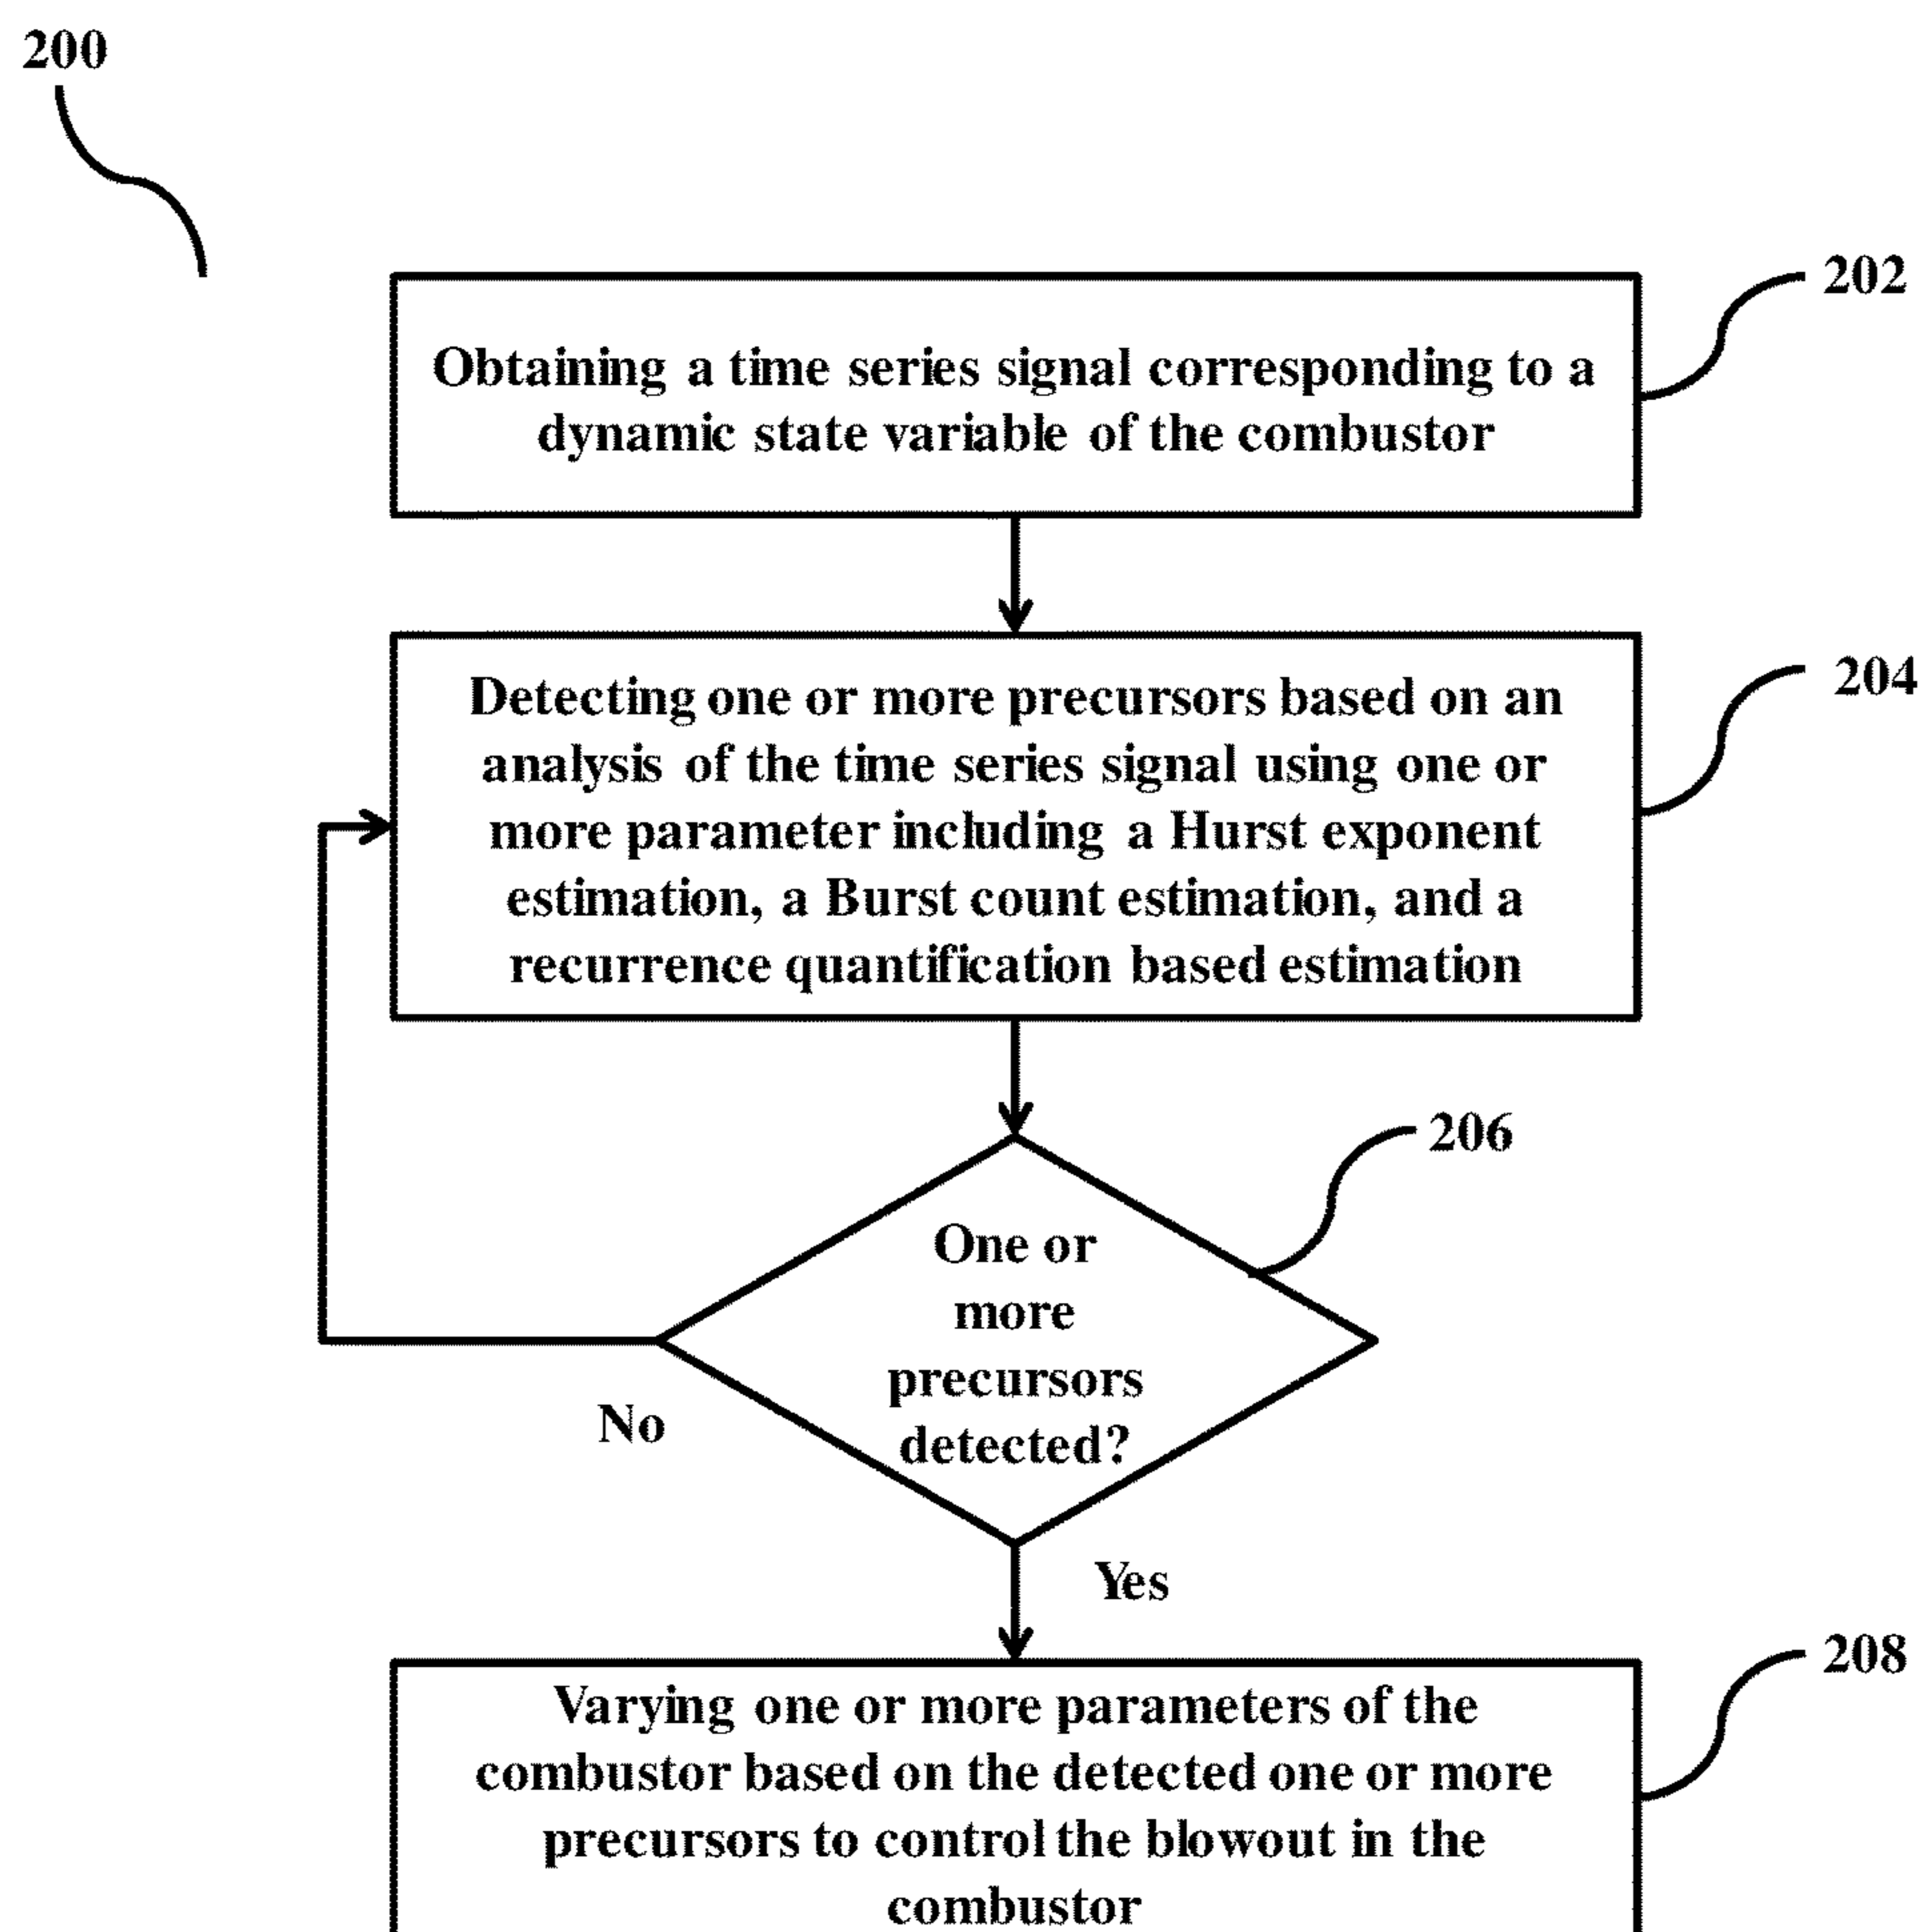 200
202
Obtaining a time series signal corresponding to a
dynamic state variable of the combustor
204
Detecting one or more precursors based on an
analysis of the time series signal using one or
more parameter including a Hurst exponent
estimation, a Burst count estimation, and a
recurrence quantification based estimation
206
One or
more
precursors
detected?
No
Yes
208
Varying one or more parameters of the
combustor based on the detected one or more
precursors to control the blowout in the
combustor